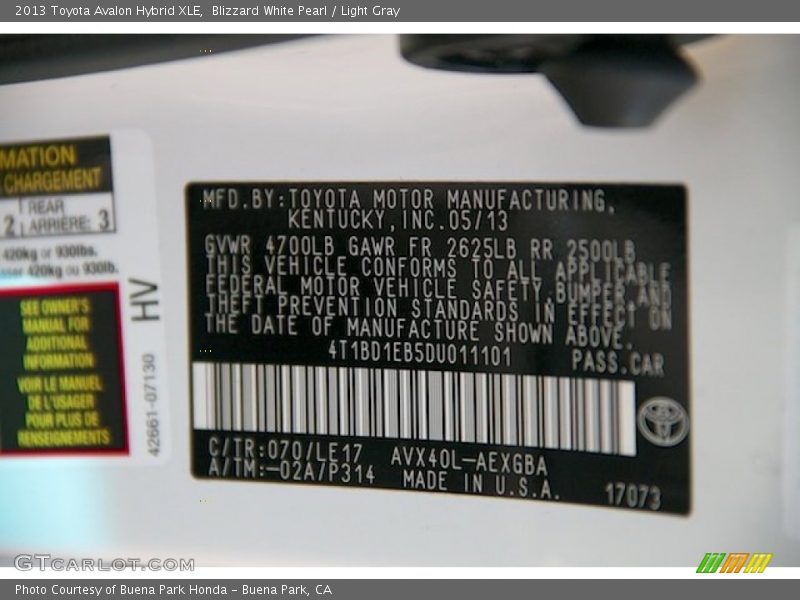 2013 Toyota Avalon Hybrid XLE, Blizzard White Pearl / Light Gray
MATION
CHARGEMENT
2 REAR
ARRIÈRE: 3
420kg or 930lbs.
420kg ou 930lb.
SEE OWNER'S
MANUAL FOR
ADDITIONAL
INFORMATION
VOIR LE MANUEL
DE L'USAGER
POUR PLUS DE
RENSEIGNEMENTS
HV
42661-07130
MFD.BY:TOYOTA MOTOR MANUFACTURING,
KENTUCKY,INC.05/13
GVWR 4700LB GAWR FR 2625LB RR 2500LB
THIS VEHICLE CONFORMS TO ALL APPLICABLE
FEDERAL MOTOR VEHICLE SAFETY,BUMPER,AND
THEFT PREVENTION STANDARDS IN EFFECT ON
THE DATE OF MANUFACTURE SHOWN ABOVE.
4T1BD1EB5DU011101 PASS.CAR
C/TR:070/LE17 AVX40L-AEXGBA
A/TM:-02A/P314 MADE IN U.S.A. 17073
GTCARLOT.COM
Photo Courtesy of Buena Park Honda - Buena Park, CA